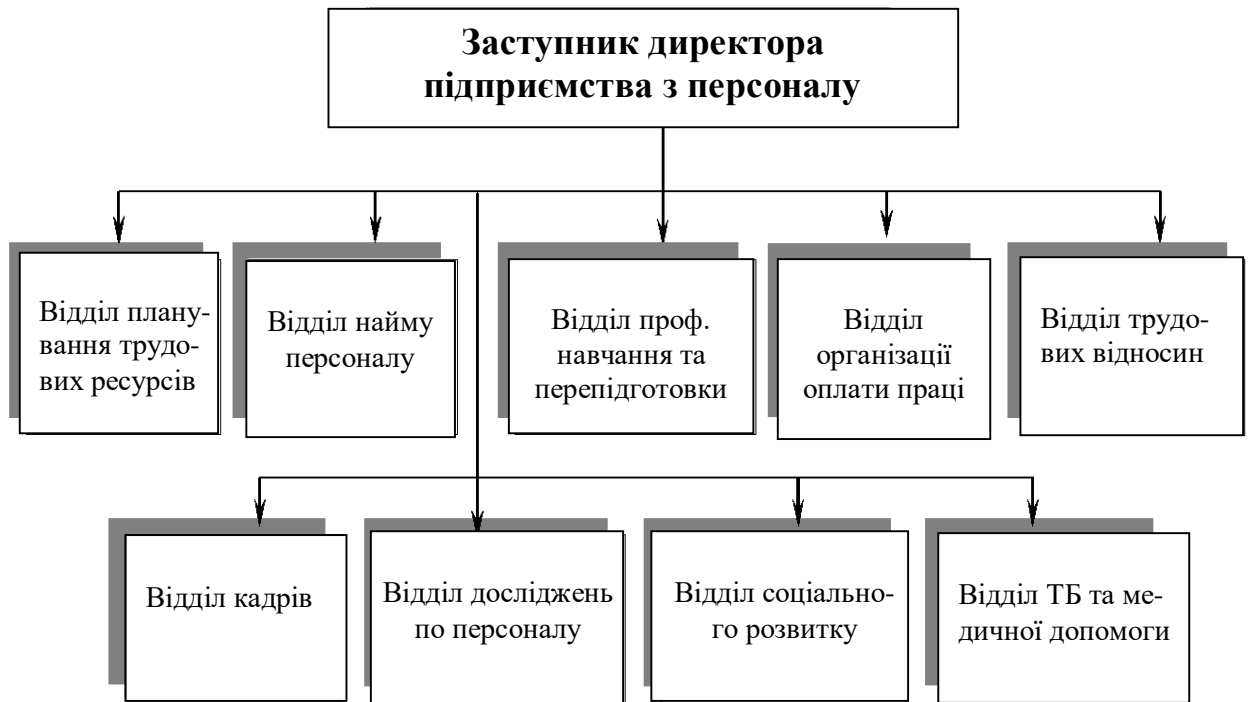 Заступник директора
підприємства з персоналу
Відділ плану-
вання трудо-
вих ресурсів
Відділ найму
персоналу
Відділ проф.
навчання та
перепідготовки
Відділ
організації
оплати праці
Відділ трудо-
вих відносин
Відділ кадрів
Відділ досліджень
по персоналу
Відділ соціально-
го розвитку
Відділ ТБ та ме-
дичної допомоги